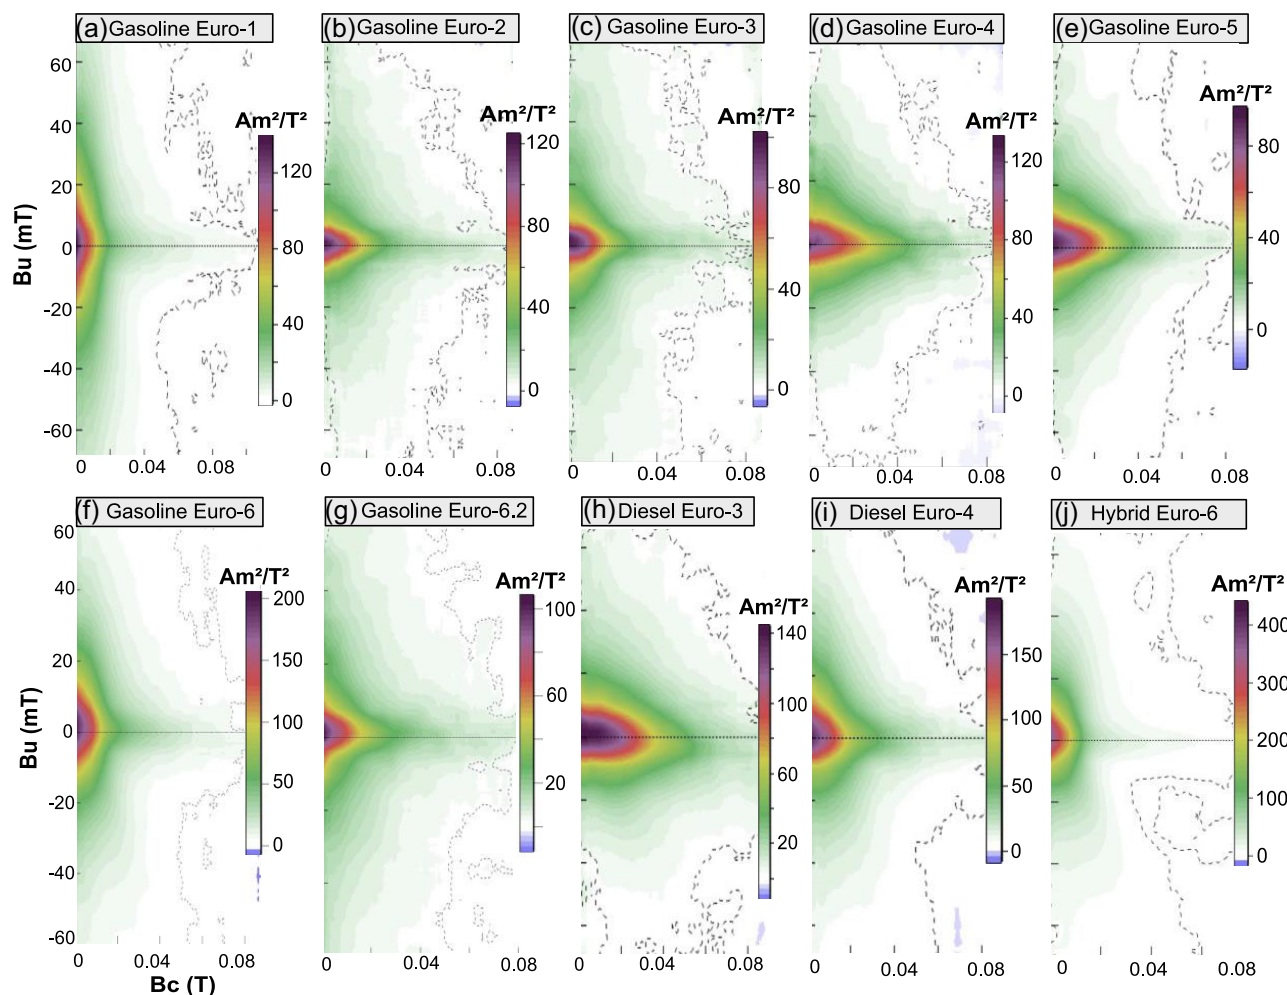 (a) Gasoline Euro-1
(b) Gasoline Euro-2
(c) Gasoline Euro-3
(d) Gasoline Euro-4
(e) Gasoline Euro-5
Bu (mT)
60
40
20
0
-20
-40
-60
Am²/T²
120
80
40
0
Am²/T²
120
80
40
0
Am²/T²
80
40
0
Am²/T²
120
80
40
0
Am²/T²
80
40
0
0 0.04 0.08
0 0.04 0.08
0 0.04 0.08
0 0.04 0.08
0 0.04 0.08
(f) Gasoline Euro-6
(g) Gasoline Euro-6.2
(h) Diesel Euro-3
(i) Diesel Euro-4
(j) Hybrid Euro-6
Bu (mT)
60
40
20
0
-20
-40
-60
Am²/T²
200
150
100
50
0
Am²/T²
100
60
20
Am²/T²
140
100
60
20
Am²/T²
150
100
50
0
Am²/T²
400
300
200
100
0
0 0.04 0.08
0 0.04 0.08
0 0.04 0.08
0 0.04 0.08
0 0.04 0.08
Bc (T)